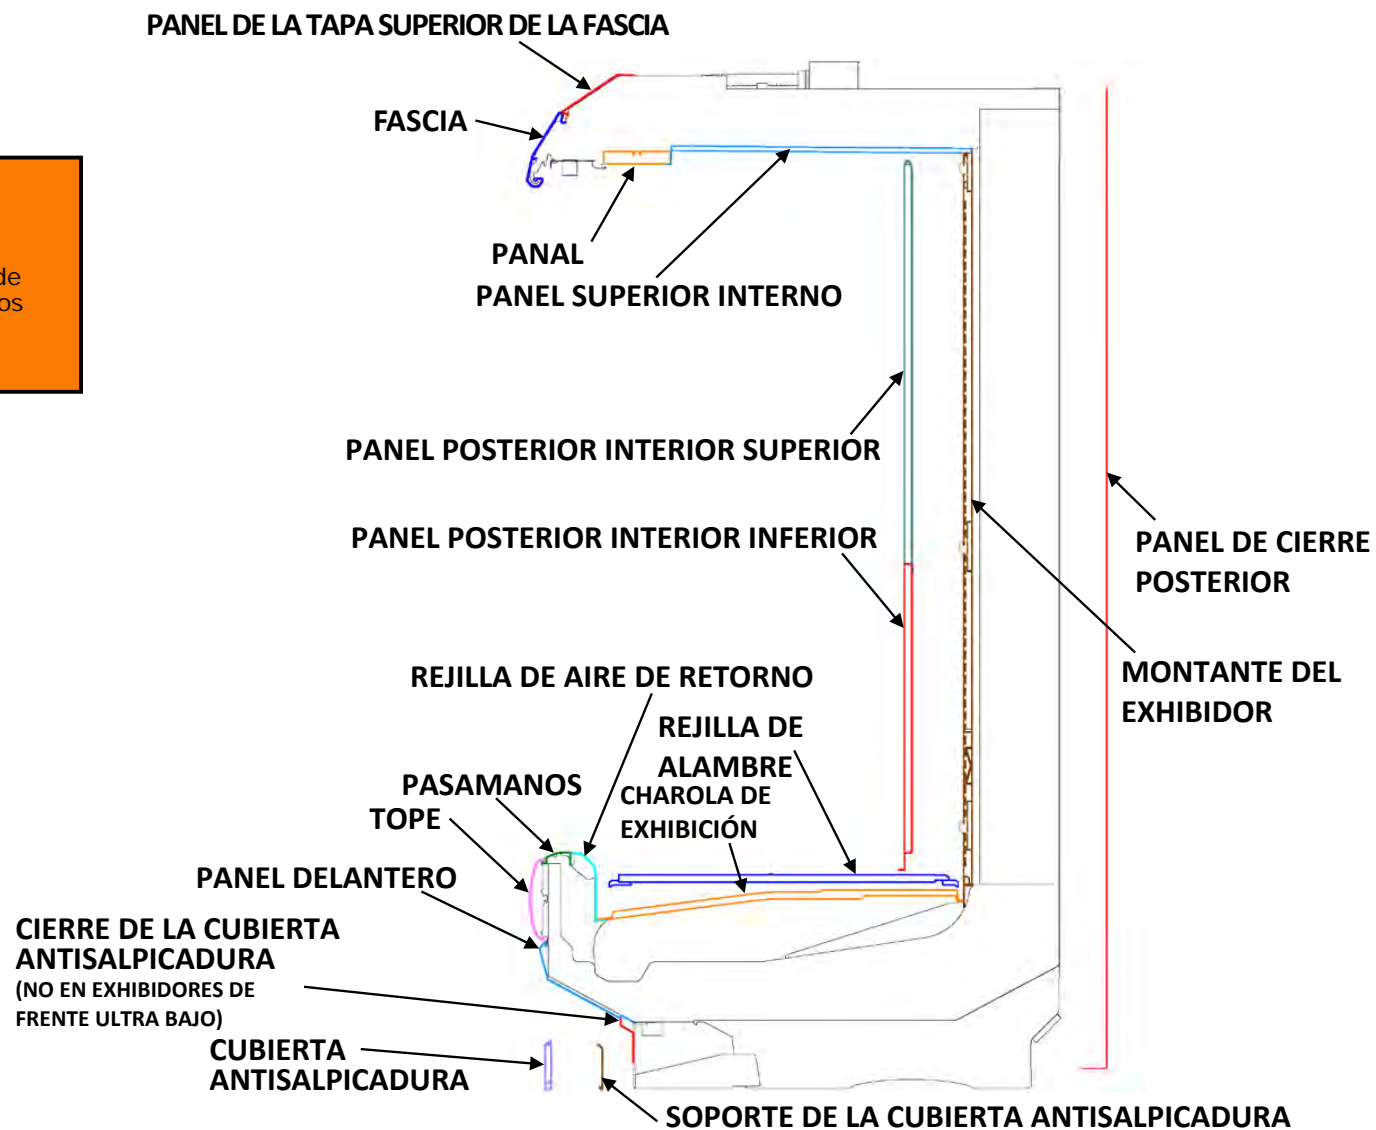 PANEL DE LA TAPA SUPERIOR DE LA FASCIA
FASCIA
de
os
PANAL
PANEL SUPERIOR INTERNO
PANEL POSTERIOR INTERIOR SUPERIOR
PANEL POSTERIOR INTERIOR INFERIOR
PANEL DE CIERRE
POSTERIOR
MONTANTE DEL
EXHIBIDOR
REJILLA DE AIRE DE RETORNO
REJILLA DE
ALAMBRE
PASAMANOS
CHAROLA DE
EXHIBICIÓN
TOPE
PANEL DELANTERO
CIERRE DE LA CUBIERTA
ANTISALPICADURA
(NO EN EXHIBIDORES DE
FRENTE ULTRA BAJO)
CUBIERTA
ANTISALPICADURA
SOPORTE DE LA CUBIERTA ANTISALPICADURA